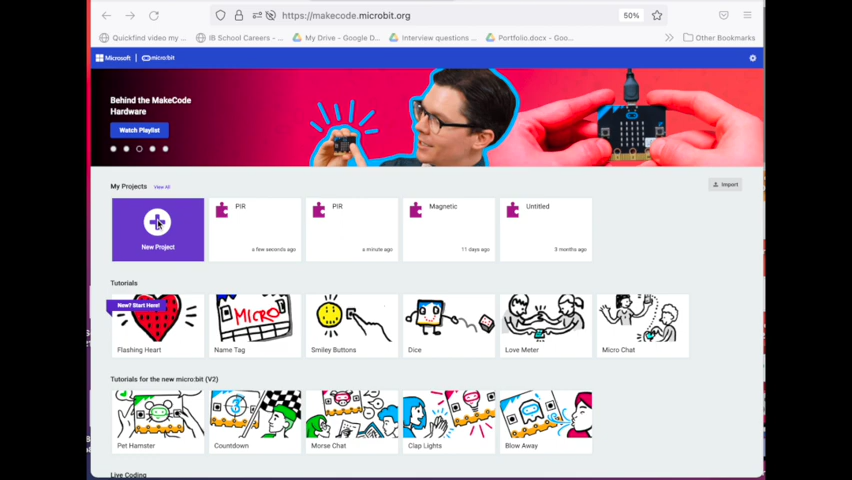 https://makecode.microbit.org
50%
Quickfind video my ...
IB School Careers - ...
My Drive - Google D...
Interview questions ...
Portfolio.docx - Goo...
Other Bookmarks
Microsoft
micro:bit
Behind the MakeCode
Hardware
Watch Playlist
My Projects
View All
Import
New Project
PIR
a few seconds ago
PIR
a minute ago
Magnetic
11 days ago
Untitled
3 months ago
Tutorials
New? Start Here!
Flashing Heart
MICRO
Name Tag
Smiley Buttons
Dice
Love Meter
Micro Chat
Tutorials for the new micro:bit (V2)
Pet Hamster
3
Countdown
Morse Chat
Clap Lights
Blow Away
Live Coding